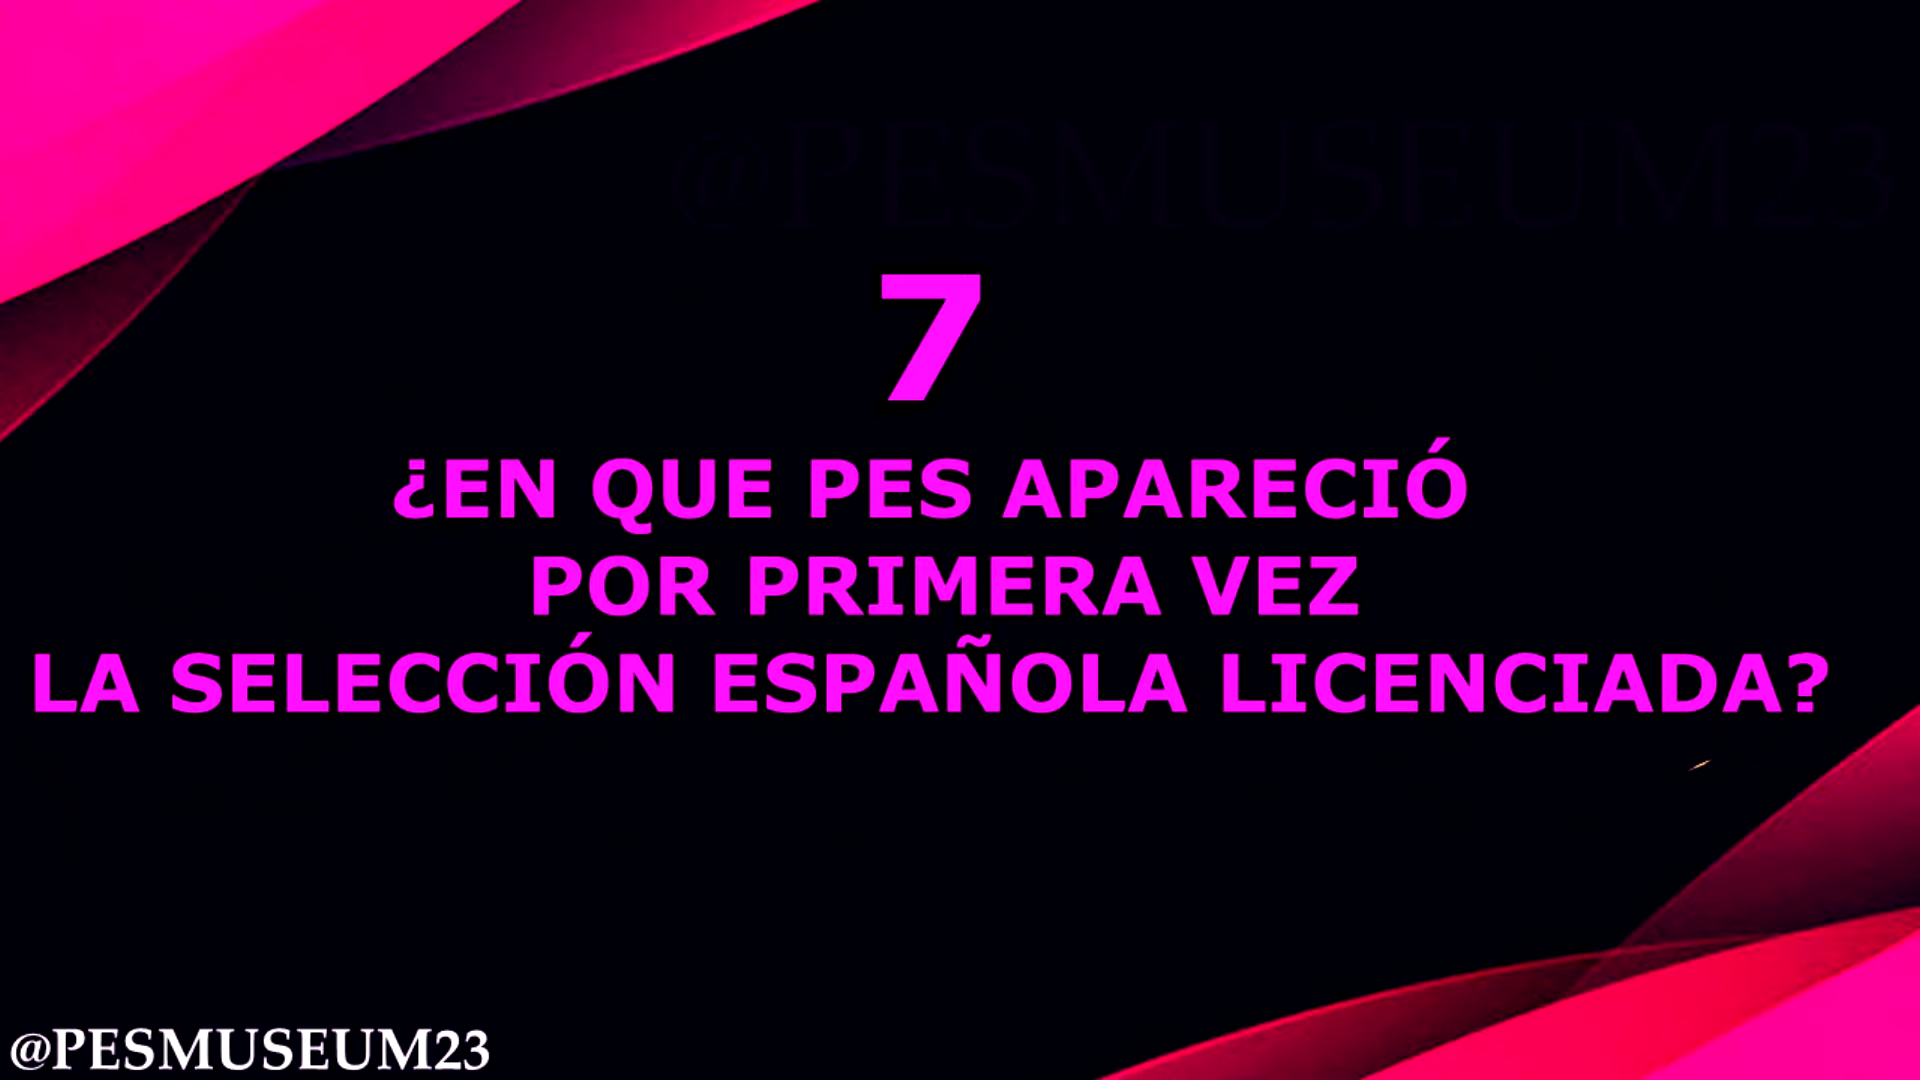 @PESMUSEUM23
7
¿EN QUE PES APARECIÓ
POR PRIMERA VEZ
LA SELECCIÓN ESPAÑOLA LICENCIADA?
@PESMUSEUM23